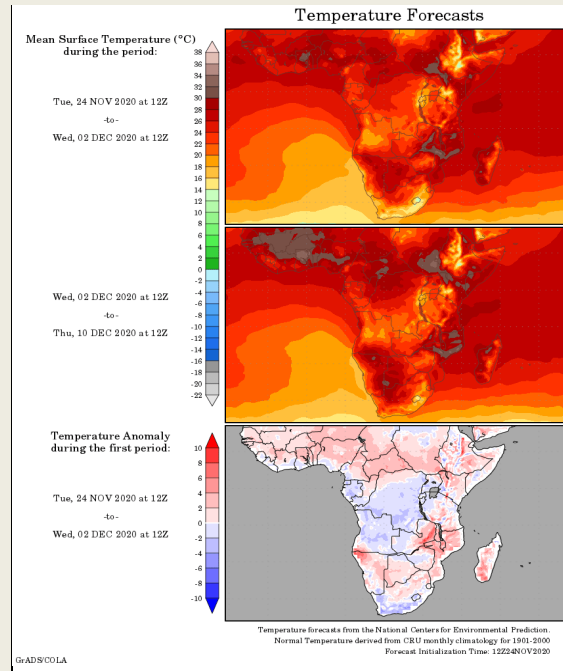 Temperature Forecasts
Mean Surface Temperature (°C)
during the period:
38
36
34
32
30
28
26
24
22
20
18
16
14
12
10
8
6
4
2
0
-2
-4
-6
-8
-10
-12
-14
-16
-18
-20
-22
Tue, 24 NOV 2020 at 12Z
-to-
Wed, 02 DEC 2020 at 12Z
Wed, 02 DEC 2020 at 12Z
-to-
Thu, 10 DEC 2020 at 12Z
Temperature Anomaly
during the first period:
10
8
6
4
2
0
-2
-4
-6
-8
-10
Tue, 24 NOV 2020 at 12Z
-to-
Wed, 02 DEC 2020 at 12Z
Temperature forecasts from the National Centers for Environmental Prediction.
Normal Temperature derived from CRU monthly climatology for 1901-2000
Forecast Initialization Time: 12Z24NOV2020
GrADS/COLA